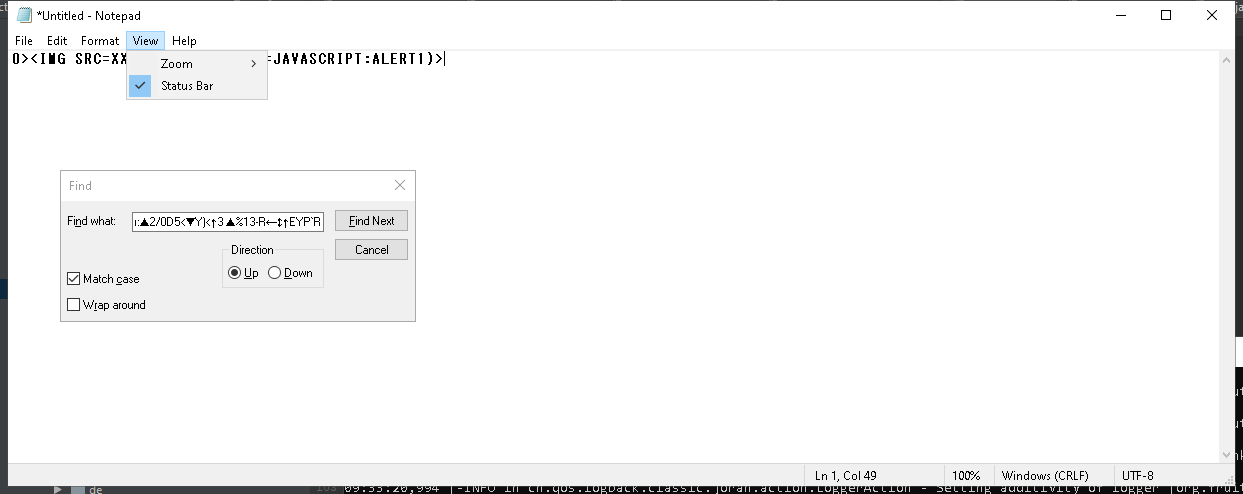 *Untitled - Notepad
File Edit Format View Help
0><IMG SRC=XX =JAVASCRIPT:ALERT1)>
Zoom
Status Bar
Find
Find what: :▲2/0D5<▼Y}<↑3 ▲%13-R←↕↑EYP`R Find Next
Direction Cancel
Up Down
Match case
Wrap around
Ln 1, Col 49 100% Windows (CRLF) UTF-8
de 09:33:20,994 |-INFO in ch.qos.logback.classic.joran.action.LoggerAction - Setting additivity of logger